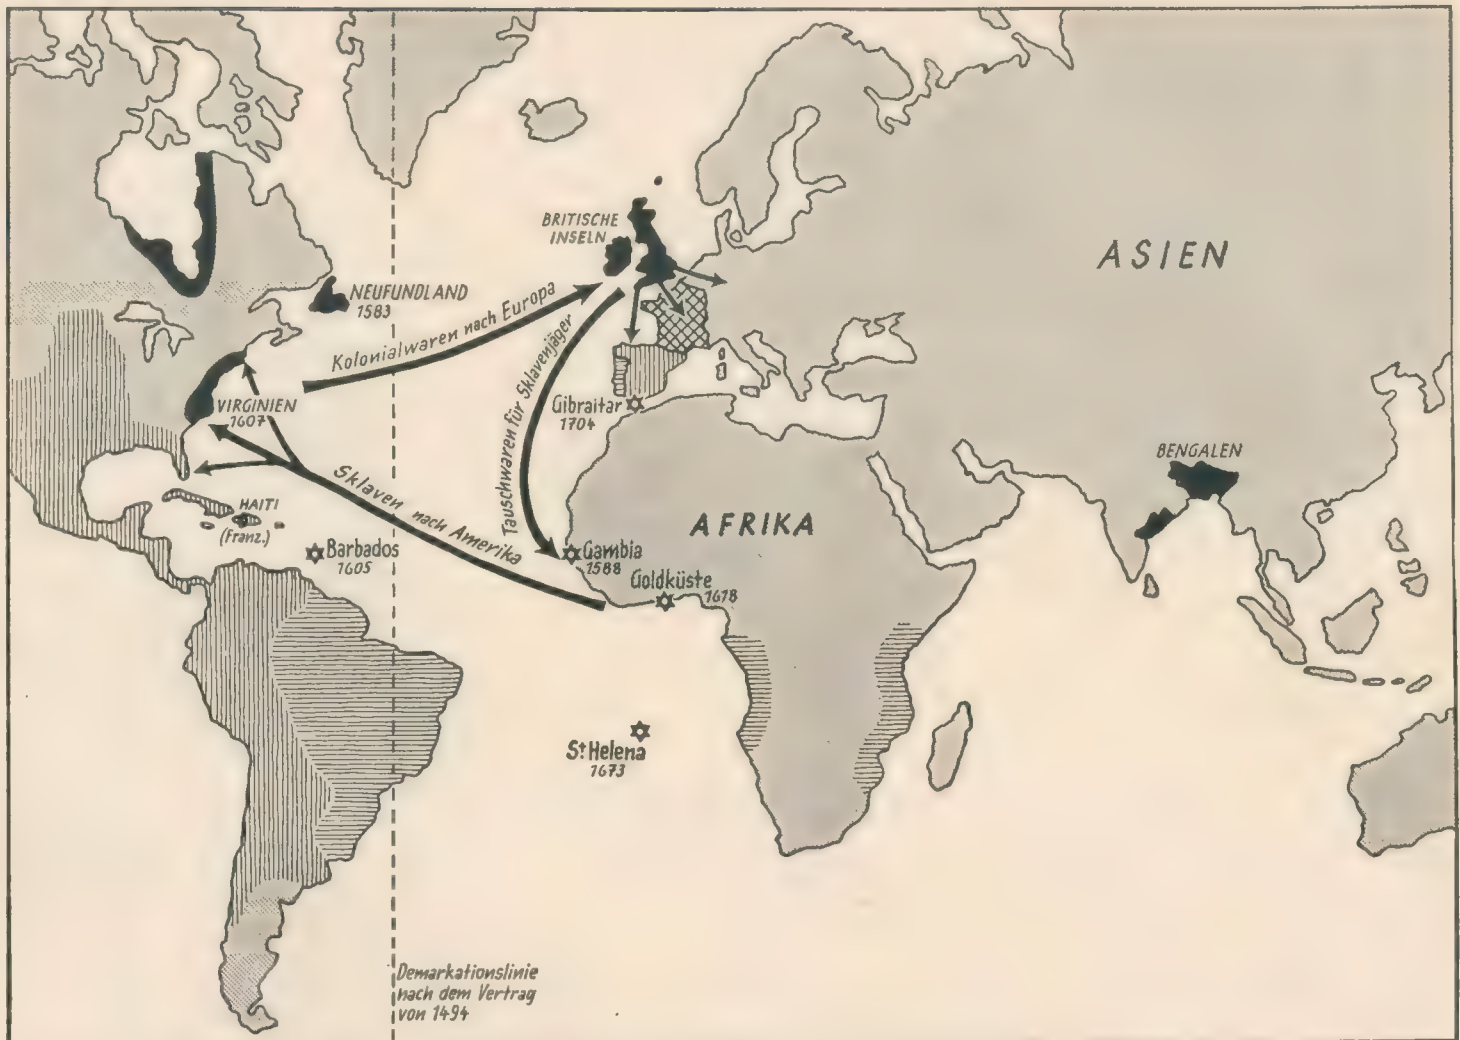 BRITISCHE
INSELN
ASIEN
NEUFUNDLAND
1583
Kolonialwaren nach Europa
Tauschwaren für Sklavenjäger
VIRGINIEN
1607
Gibraltar
1704
BENGALEN
Sklaven nach Amerika
HAITI
(Franz.)
AFRIKA
Barbados
1605
Gambia
1588
Goldküste
1618
St Helena
1673
Demarkationslinie
nach dem Vertrag
von 1494